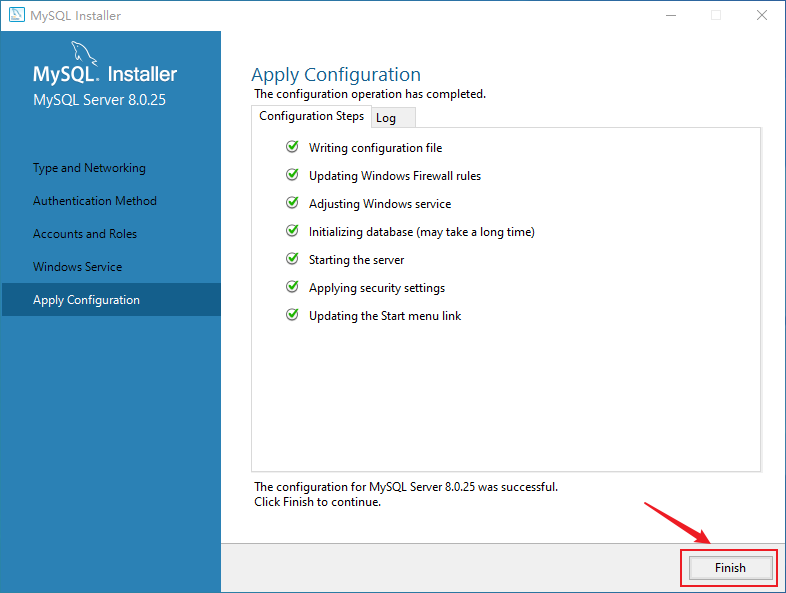 MySQL Installer
MySQL. Installer
MySQL Server 8.0.25
Type and Networking
Authentication Method
Accounts and Roles
Windows Service
Apply Configuration
Apply Configuration
The configuration operation has completed.
Configuration Steps Log
Writing configuration file
Updating Windows Firewall rules
Adjusting Windows service
Initializing database (may take a long time)
Starting the server
Applying security settings
Updating the Start menu link
The configuration for MySQL Server 8.0.25 was successful.
Click Finish to continue.
Finish